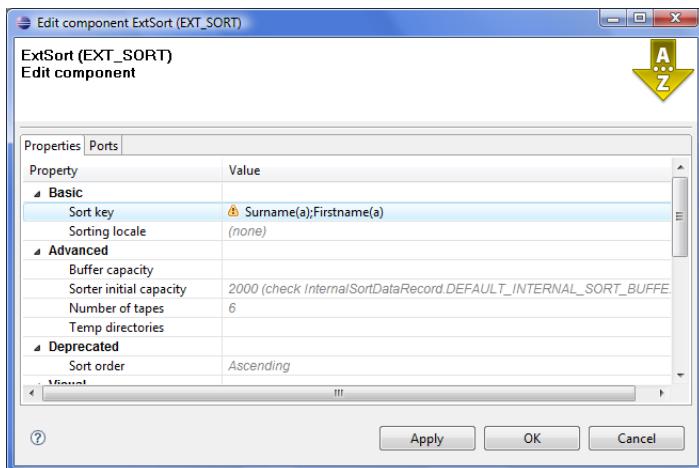 Edit component ExtSort (EXT_SORT)
ExtSort (EXT_SORT)
Edit component
A
Z
Properties Ports
Property Value
Basic
Sort key Surname(a);Firstname(a)
Sorting locale (none)
Advanced
Buffer capacity
Sorter initial capacity 2000 (check InternalSortDataRecord.DEFAULT_INTERNAL_SORT_BUFFE.
Number of tapes 6
Temp directories
Deprecated
Sort order Ascending
Visual
Apply OK Cancel